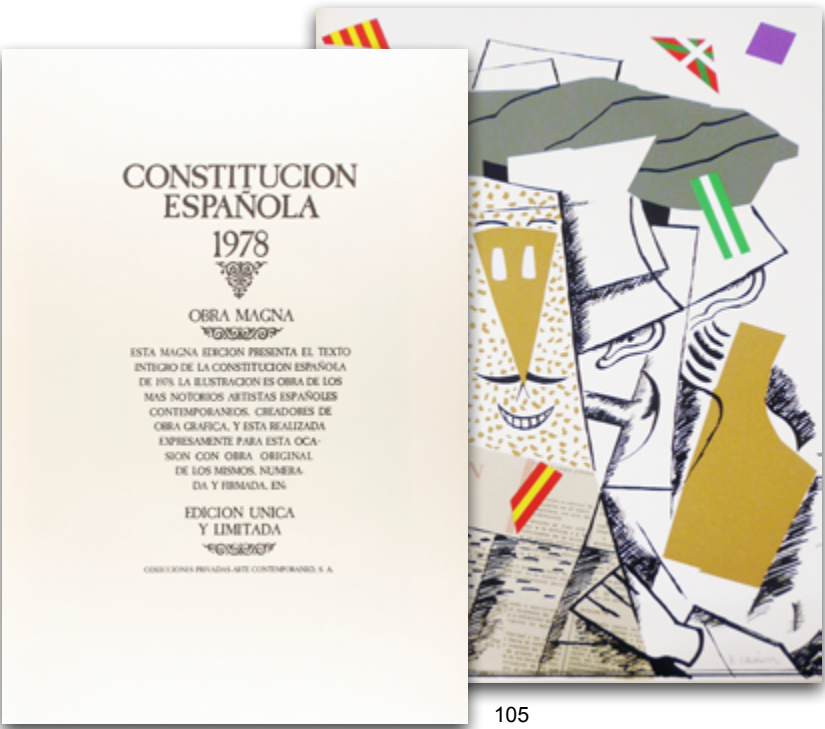 CONSTITUCION
ESPAÑOLA
1978
OBRA MAGNA
ESTA MAGNA EDICION PRESENTA EL TEXTO
INTEGRO DE LA CONSTITUCION ESPAÑOLA
DE 1978. LA ILUSTRACION ES OBRA DE LOS
MAS NOTORIOS ARTISTAS ESPAÑOLES
CONTEMPORANEOS, CREADORES DE
OBRA GRAFICA, Y ESTA REALIZADA
EXPRESAMENTE PARA ESTA OCA-
SION CON OBRA ORIGINAL
DE LOS MISMOS, NUMERA-
DA Y FIRMADA, EN:
EDICION UNICA
Y LIMITADA
COLECCIONES PRIVADAS ARTE CONTEMPORANEO, S. A.
105